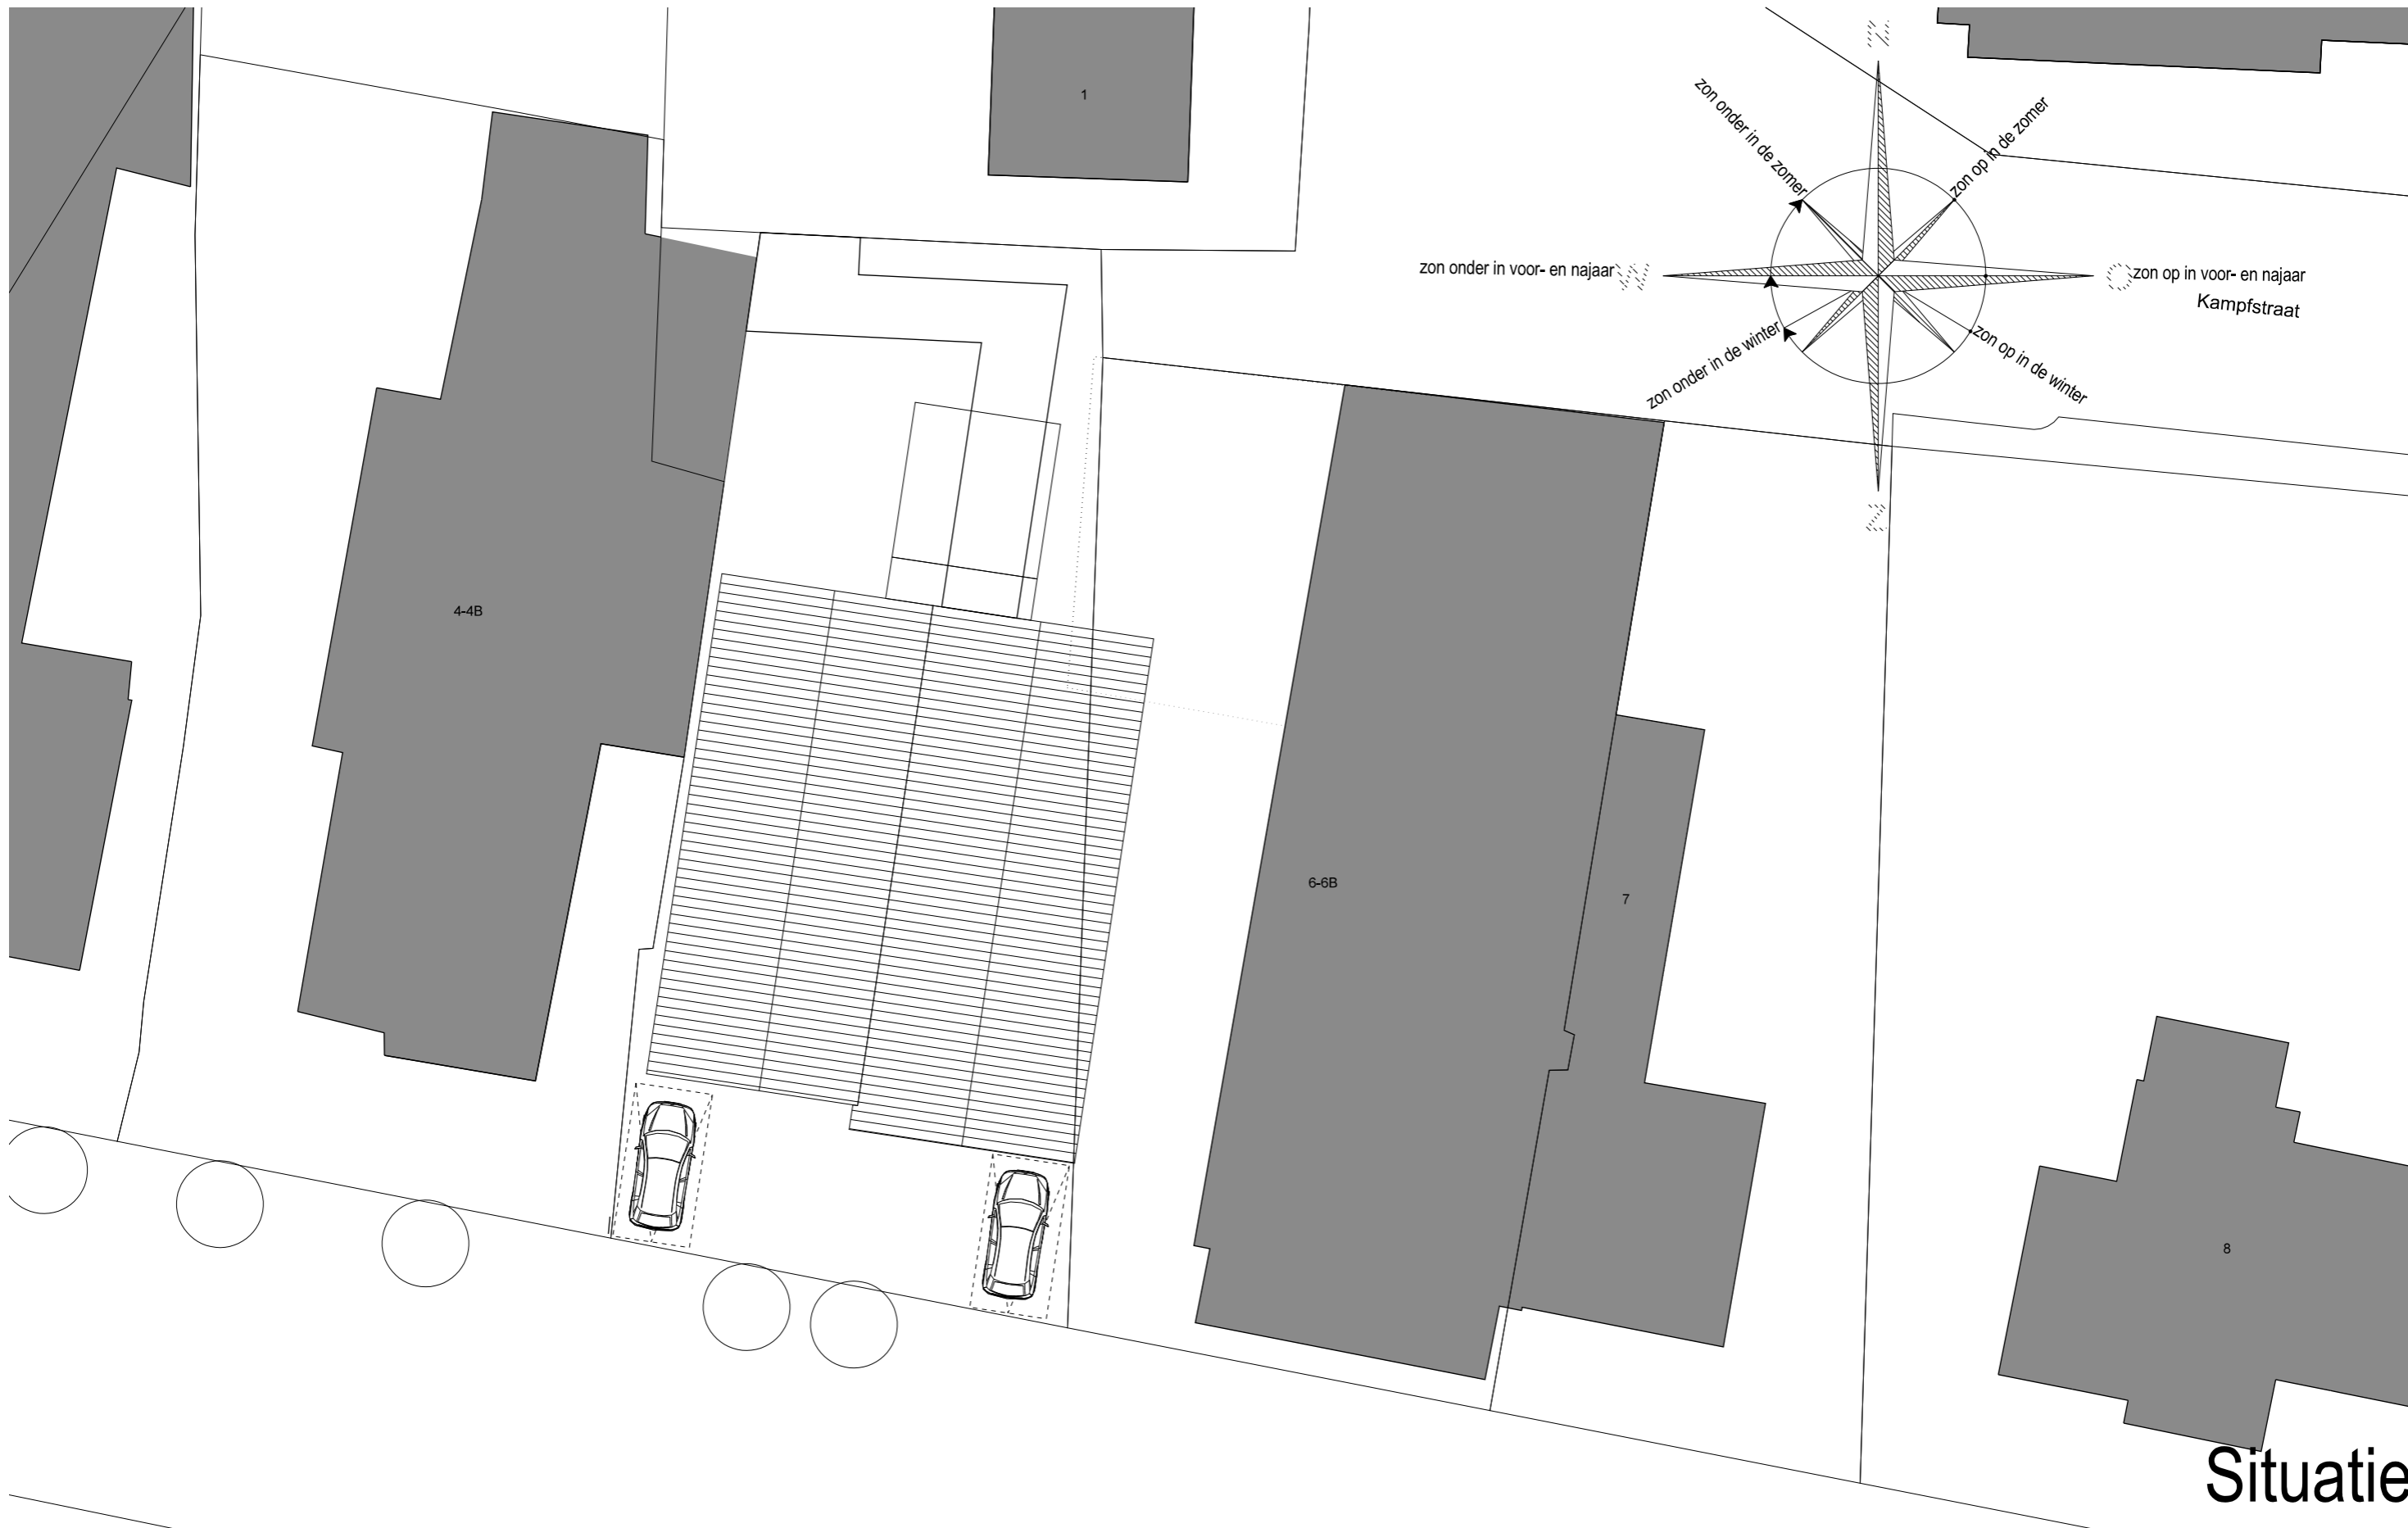 1
N
zon onder in de zomer
zon op in de zomer
zon onder in voor- en najaar W
O zon op in voor- en najaar
Kampfstraat
zon onder in de winter
zon op in de winter
Z
4-4B
6-6B
7
8
Situatie